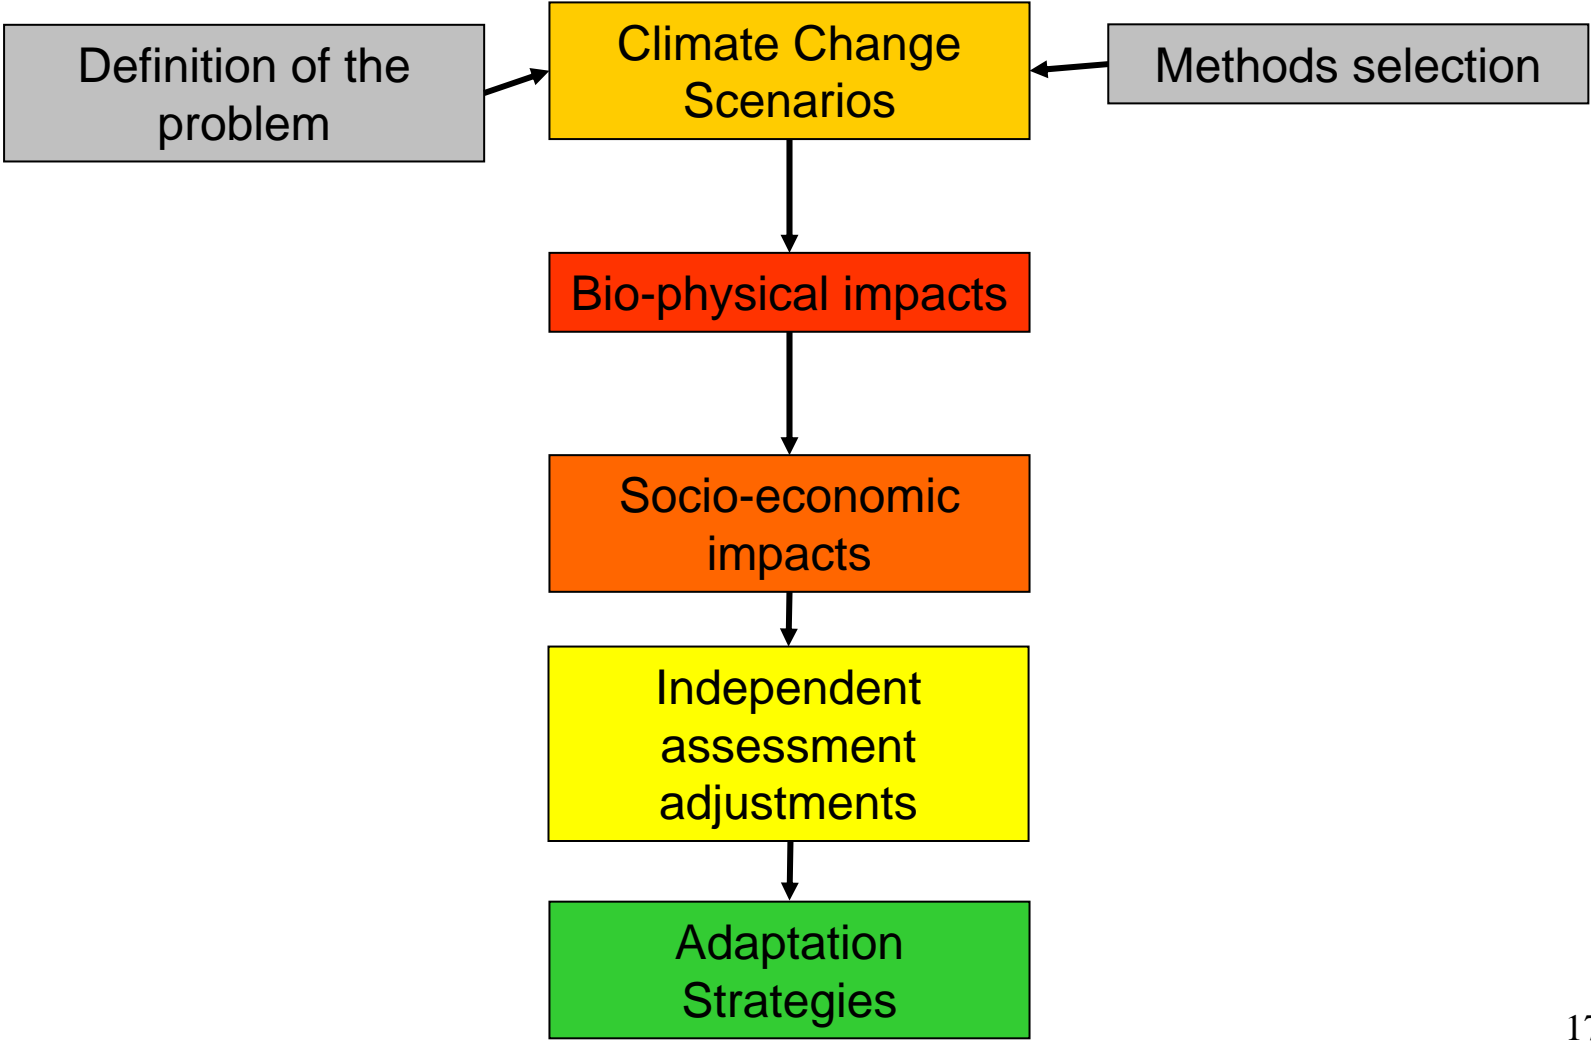 Definition of the
problem
Climate Change
Scenarios
Methods selection
Bio-physical impacts
Socio-economic
impacts
Independent
assessment
adjustments
Adaptation
Strategies
17